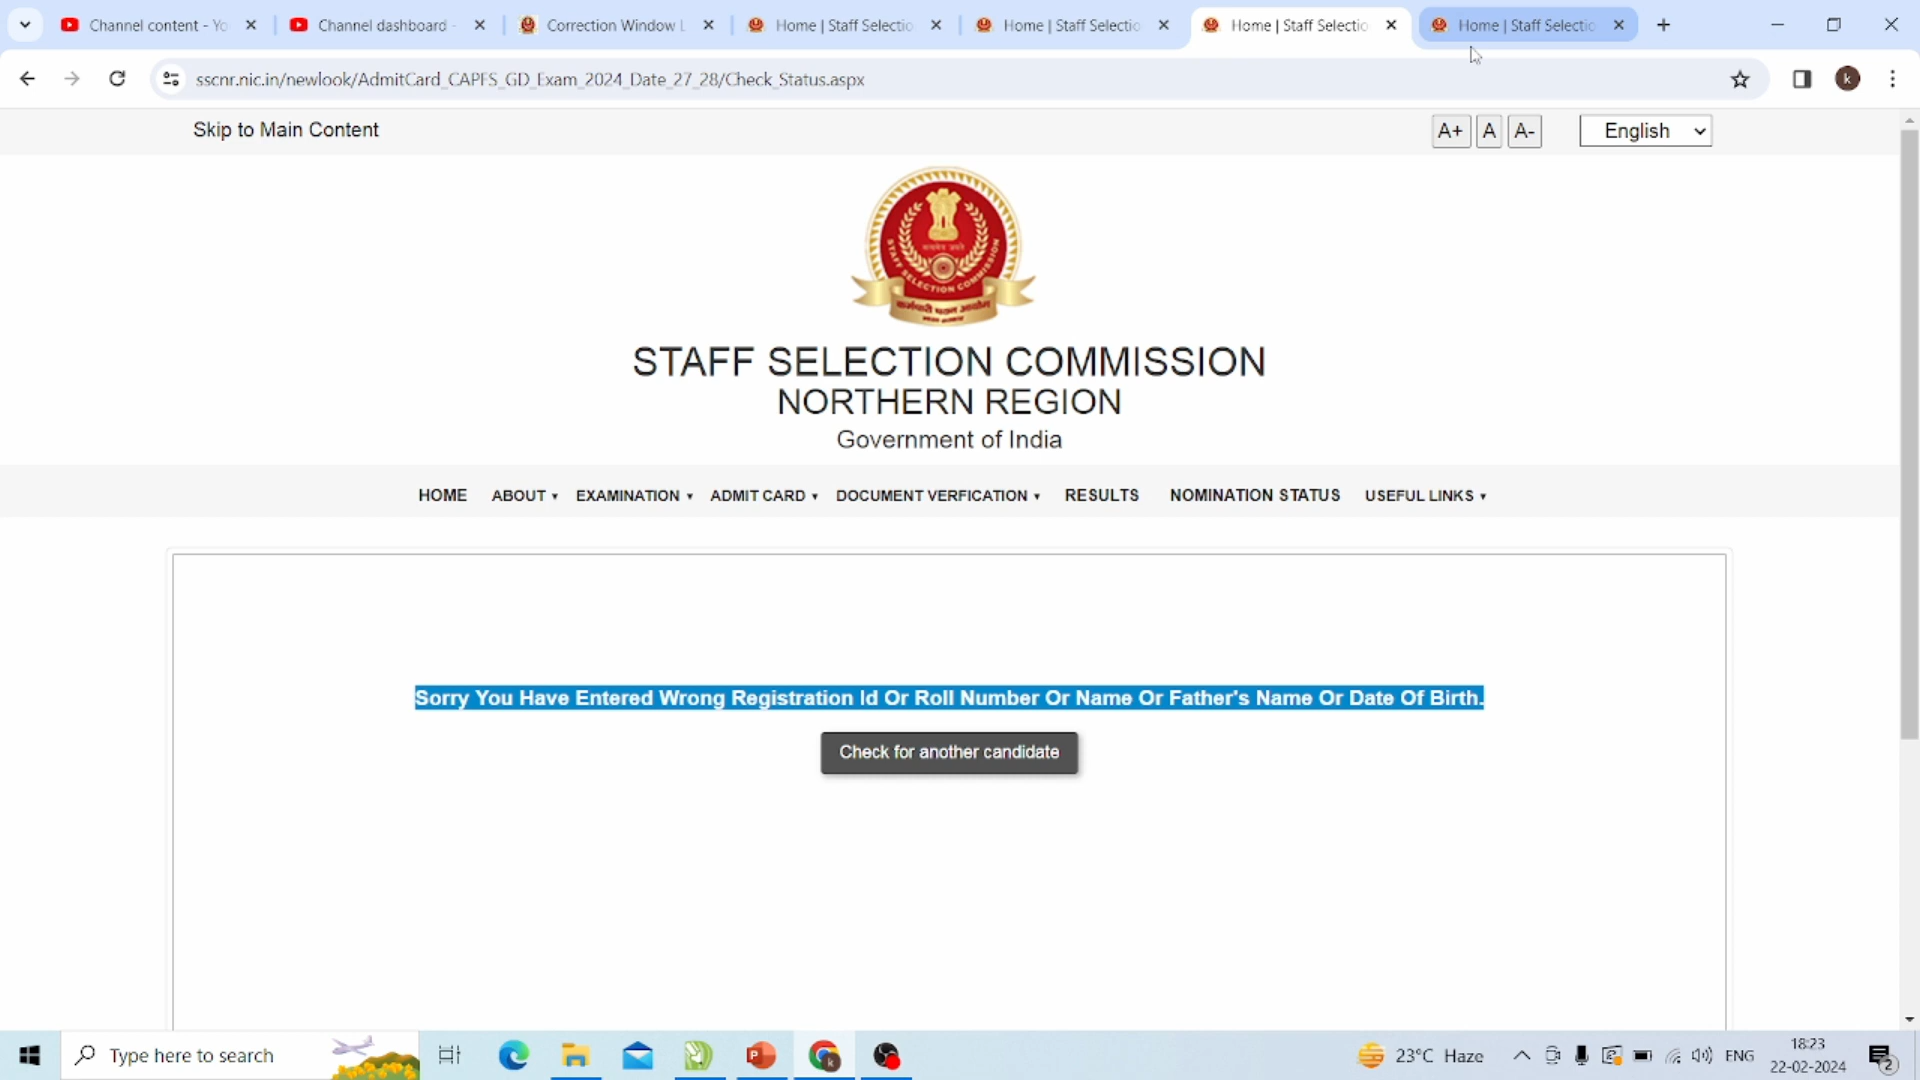 Channel content - Yo
Channel dashboard -
Correction Window L
Home | Staff Selectio
Home | Staff Selectio
Home | Staff Selectio
Home | Staff Selectio
sscnr.nic.in/newlook/AdmitCard_CAPFS_GD_Exam_2024_Date_27_28/Check_Status.aspx
k
Skip to Main Content
A+ A A-
English
STAFF SELECTION COMMISSION
NORTHERN REGION
Government of India
HOME ABOUT EXAMINATION ADMIT CARD DOCUMENT VERFICATION RESULTS NOMINATION STATUS USEFUL LINKS
Sorry You Have Entered Wrong Registration Id Or Roll Number Or Name Or Father's Name Or Date Of Birth.
Check for another candidate
Type here to search
23°C Haze
ENG
18:23
22-02-2024
2